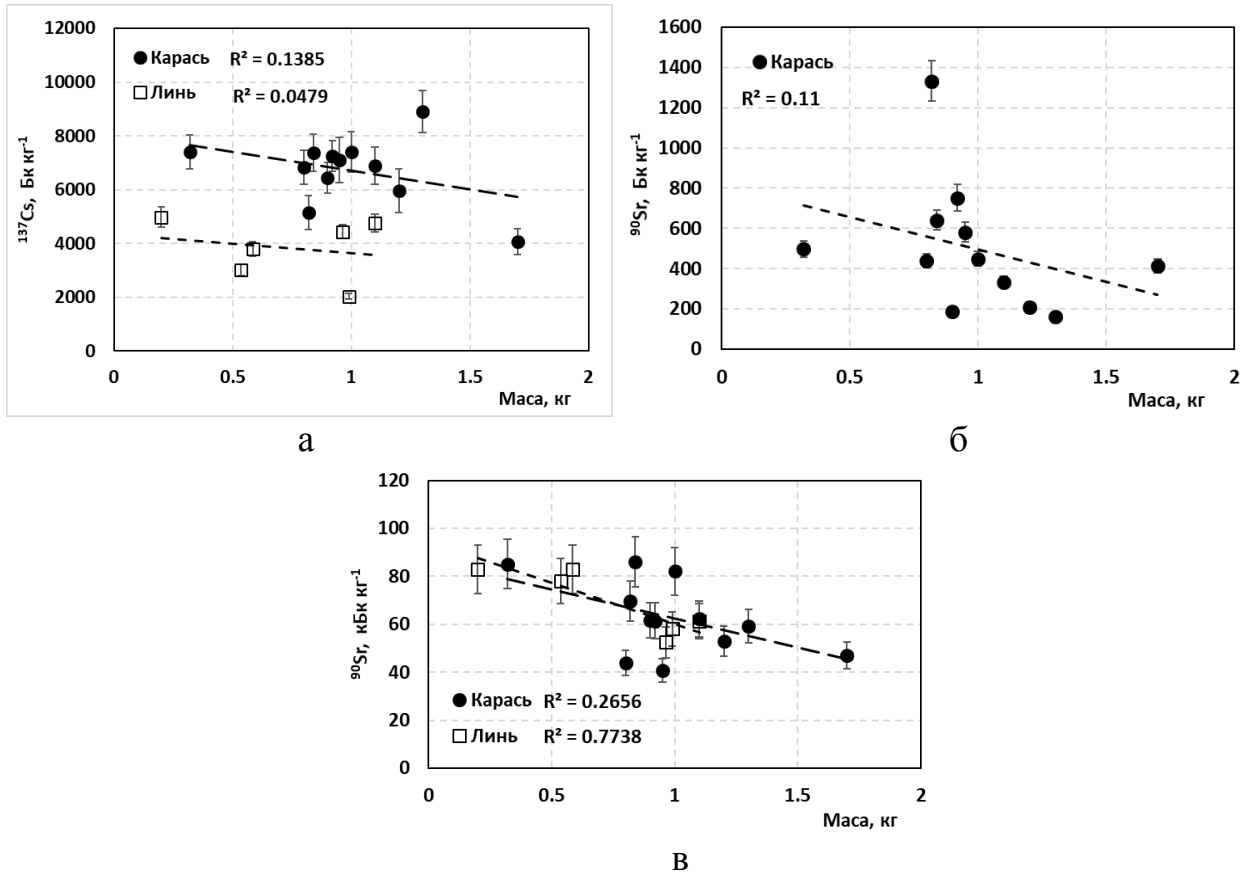 12000
10000
8000
6000
4000
2000
0
¹³⁷Cs, Бк кг⁻¹
Карась R² = 0.1385
Линь R² = 0.0479
0 0.5 1 1.5 2
Маса, кг
а
1600
1400
1200
1000
800
600
400
200
0
⁹⁰Sr, Бк кг⁻¹
Карась
R² = 0.11
0 0.5 1 1.5 2
Маса, кг
б
120
100
80
60
40
20
0
⁹⁰Sr, кБк кг⁻¹
Карась R² = 0.2656
Линь R² = 0.7738
0 0.5 1 1.5 2
Маса, кг
в